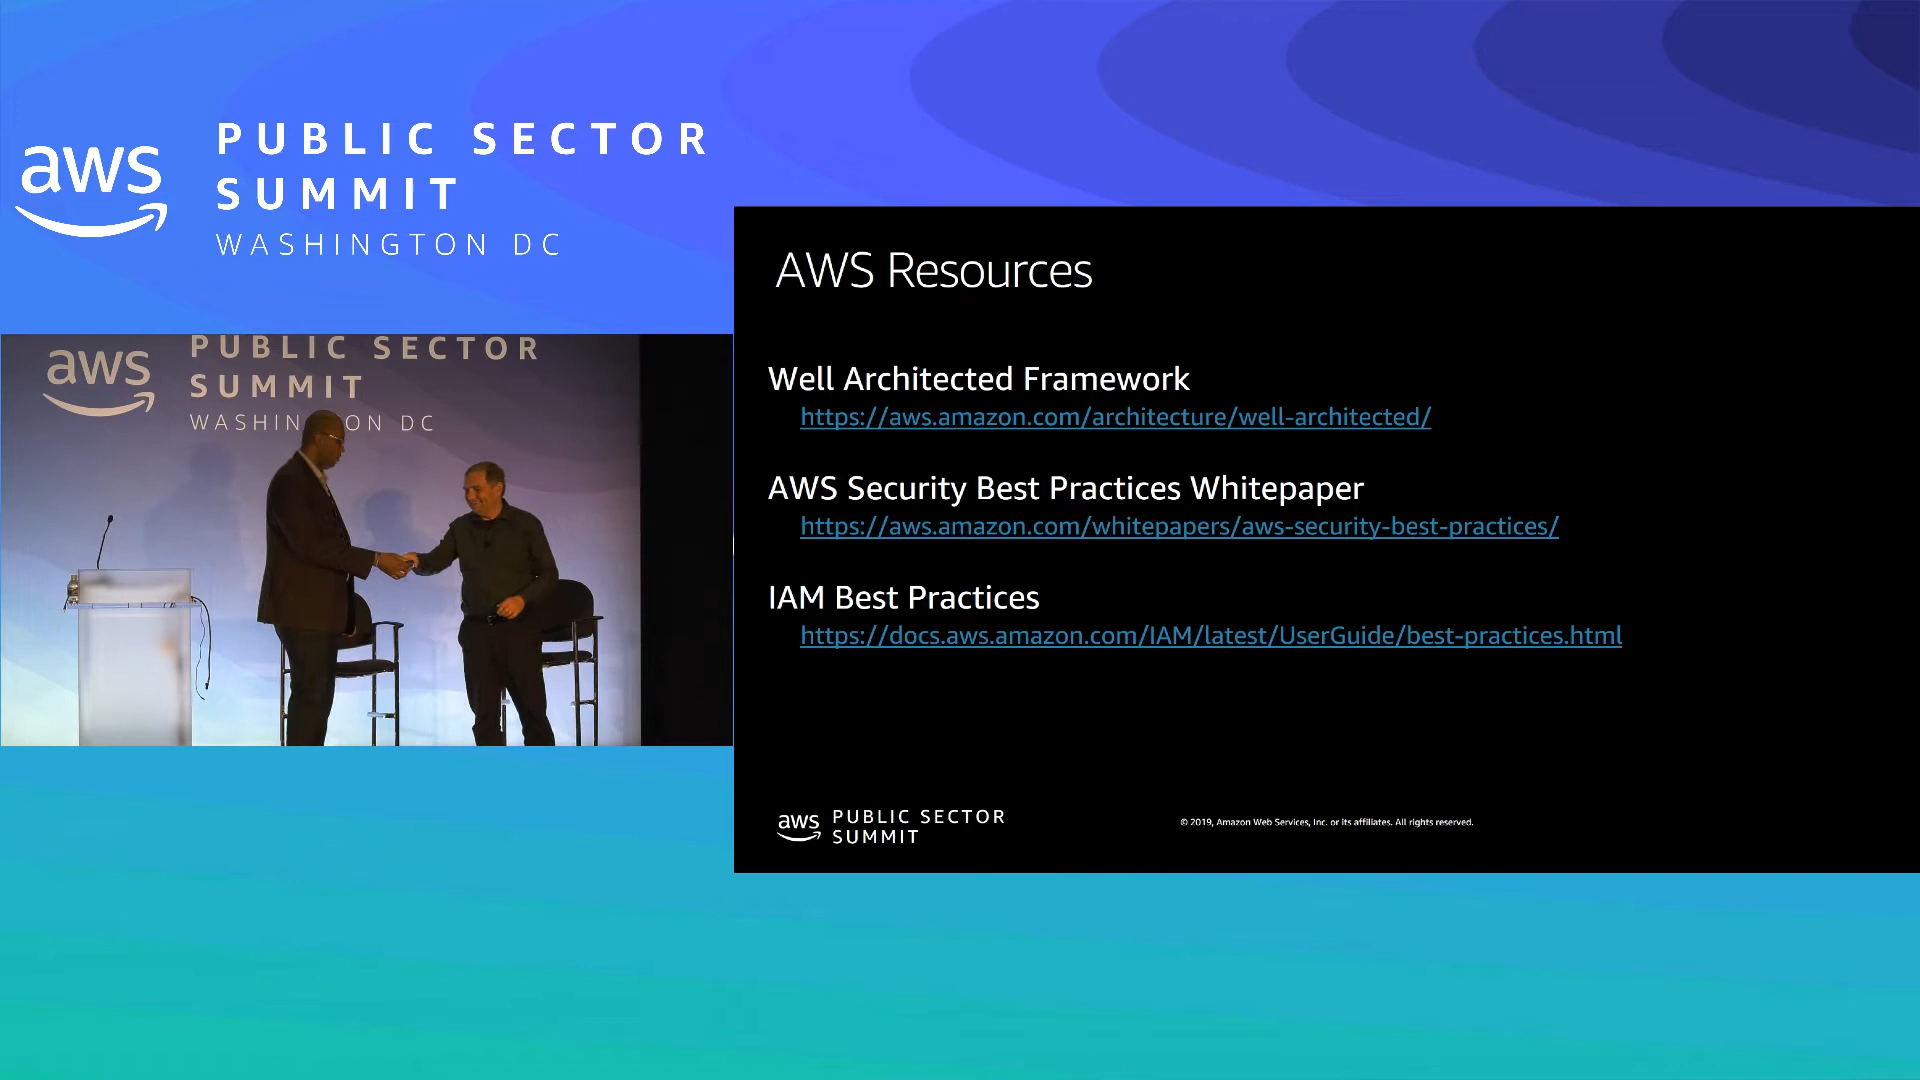 aws
PUBLIC SECTOR
SUMMIT
WASHINGTON DC
aws
PUBLIC SECTOR
SUMMIT
WASHIN ON DC
AWS Resources
Well Architected Framework
https://aws.amazon.com/architecture/well-architected/
AWS Security Best Practices Whitepaper
https://aws.amazon.com/whitepapers/aws-security-best-practices/
IAM Best Practices
https://docs.aws.amazon.com/IAM/latest/UserGuide/best-practices.html
aws
PUBLIC SECTOR
SUMMIT
© 2019, Amazon Web Services, Inc. or its affiliates. All rights reserved.